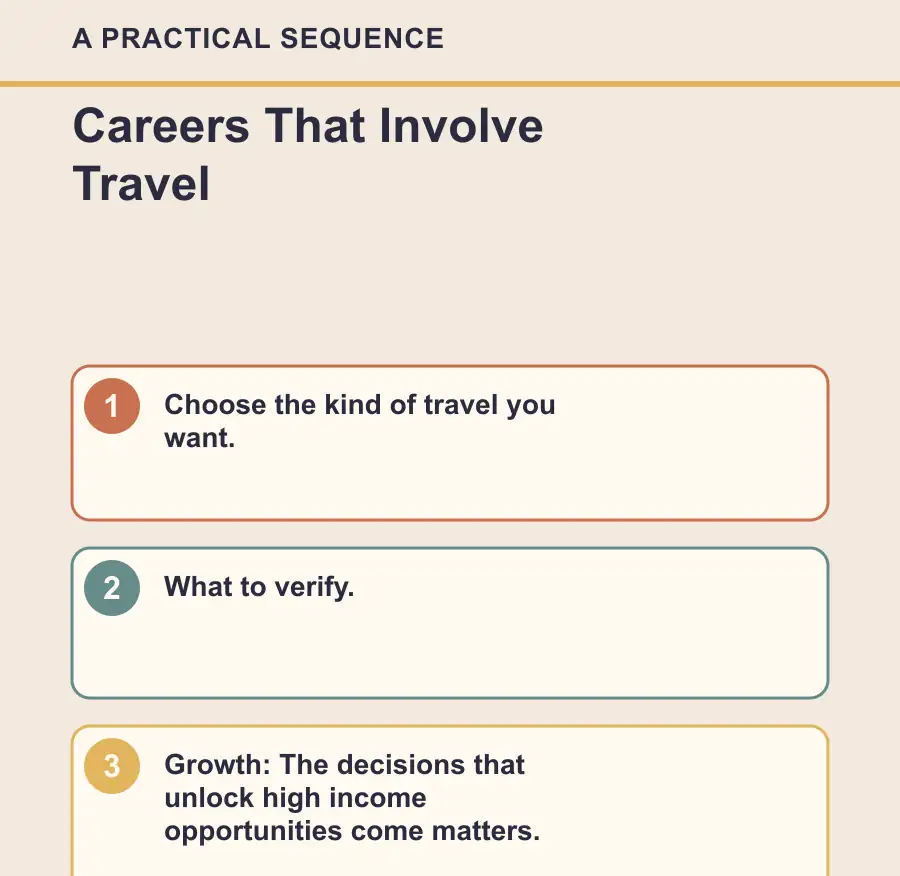 A PRACTICAL SEQUENCE
Careers That Involve
Travel
1
Choose the kind of travel you
want.
2
What to verify.
3
Growth: The decisions that
unlock high income
opportunities come matters.